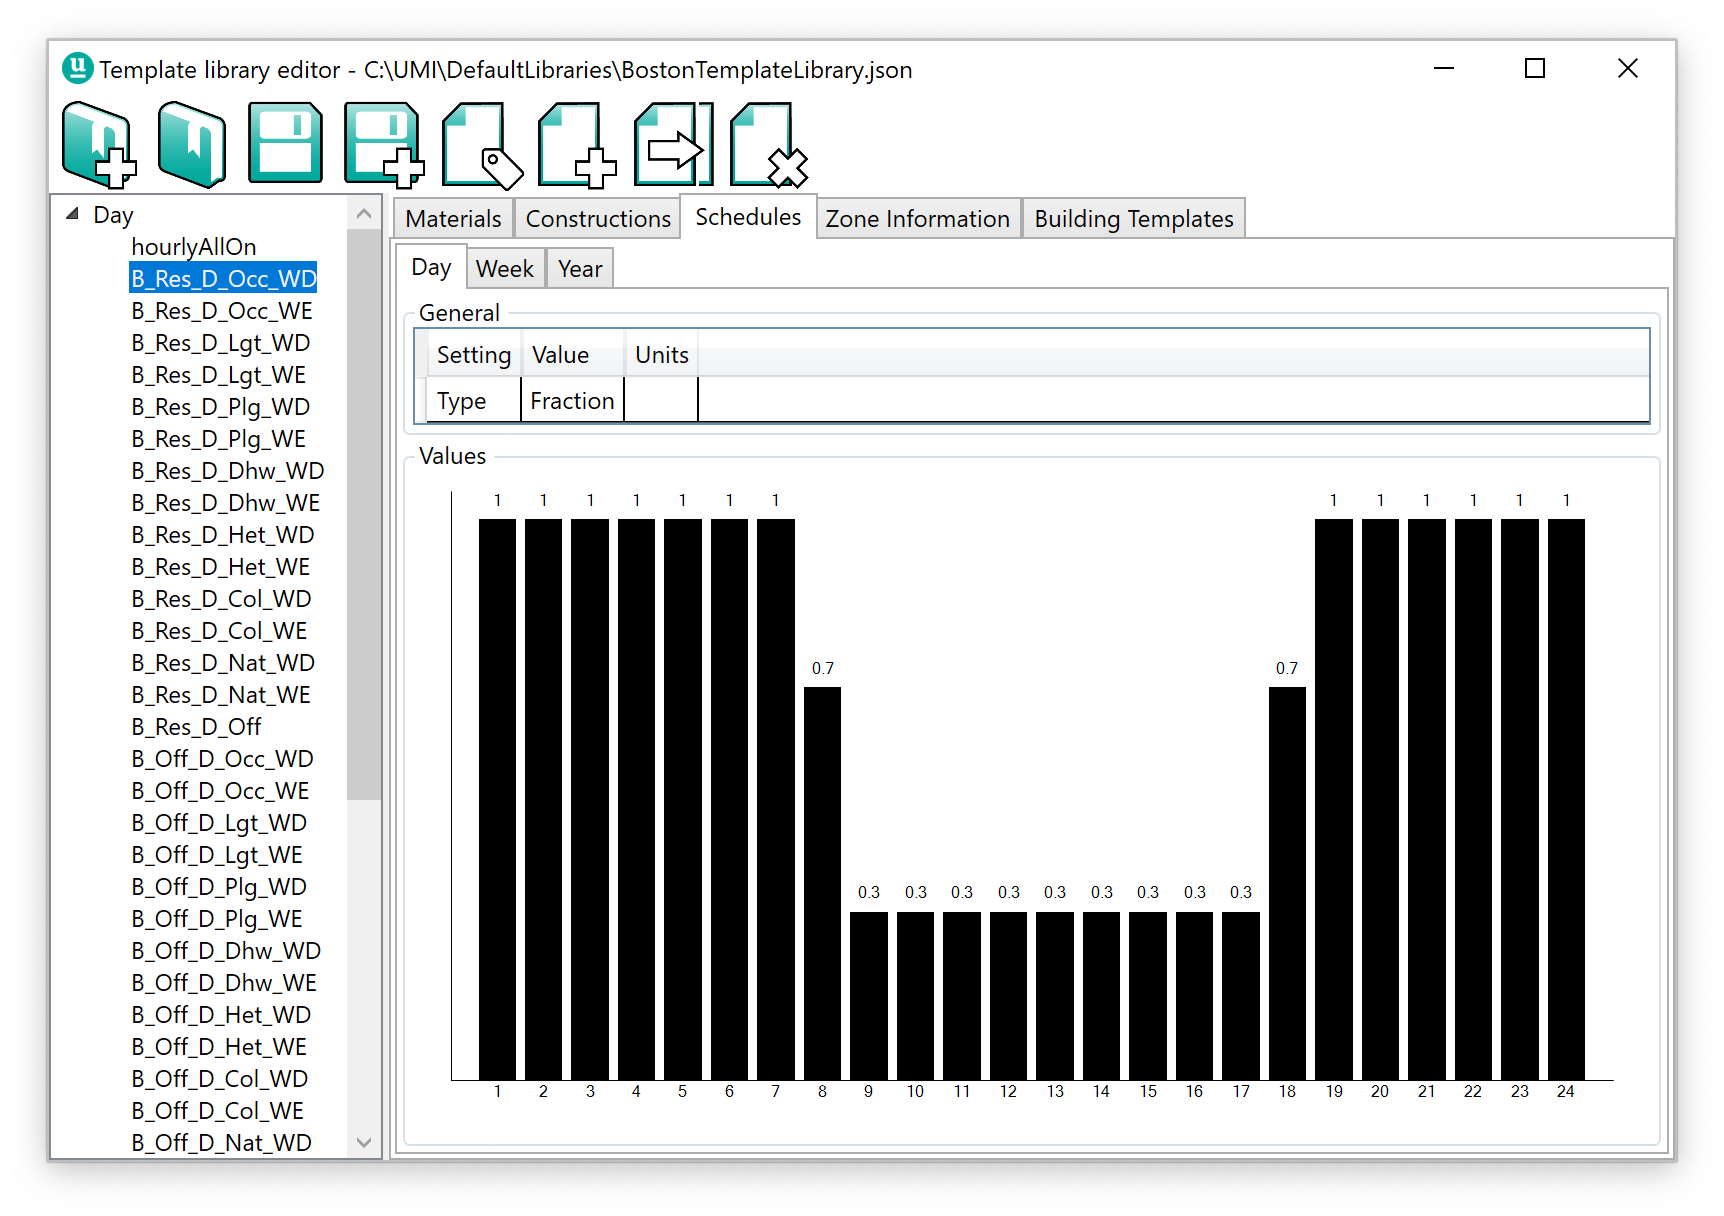 Template library editor - C:\UMI\DefaultLibraries\BostonTemplateLibrary.json
Day
hourlyAllOn
B_Res_D_Occ_WD
B_Res_D_Occ_WE
B_Res_D_Lgt_WD
B_Res_D_Lgt_WE
B_Res_D_Plg_WD
B_Res_D_Plg_WE
B_Res_D_Dhw_WD
B_Res_D_Dhw_WE
B_Res_D_Het_WD
B_Res_D_Het_WE
B_Res_D_Col_WD
B_Res_D_Col_WE
B_Res_D_Nat_WD
B_Res_D_Nat_WE
B_Res_D_Off
B_Off_D_Occ_WD
B_Off_D_Occ_WE
B_Off_D_Lgt_WD
B_Off_D_Lgt_WE
B_Off_D_Plg_WD
B_Off_D_Plg_WE
B_Off_D_Dhw_WD
B_Off_D_Dhw_WE
B_Off_D_Het_WD
B_Off_D_Het_WE
B_Off_D_Col_WD
B_Off_D_Col_WE
B_Off_D_Nat_WD
Materials Constructions Schedules Zone Information Building Templates
Day Week Year
General
Setting Value Units
Type Fraction
Values
1 1 1 1 1 1 1 0.7 0.3 0.3 0.3 0.3 0.3 0.3 0.3 0.3 0.3 0.7 1 1 1 1 1 1
1 2 3 4 5 6 7 8 9 10 11 12 13 14 15 16 17 18 19 20 21 22 23 24